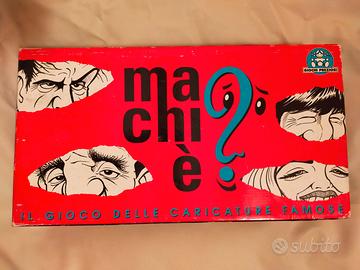 GIOCHI PREZIOSI
ma
chi
è?
IL GIOCO DELLE CARICATURE FAMOSE
subito